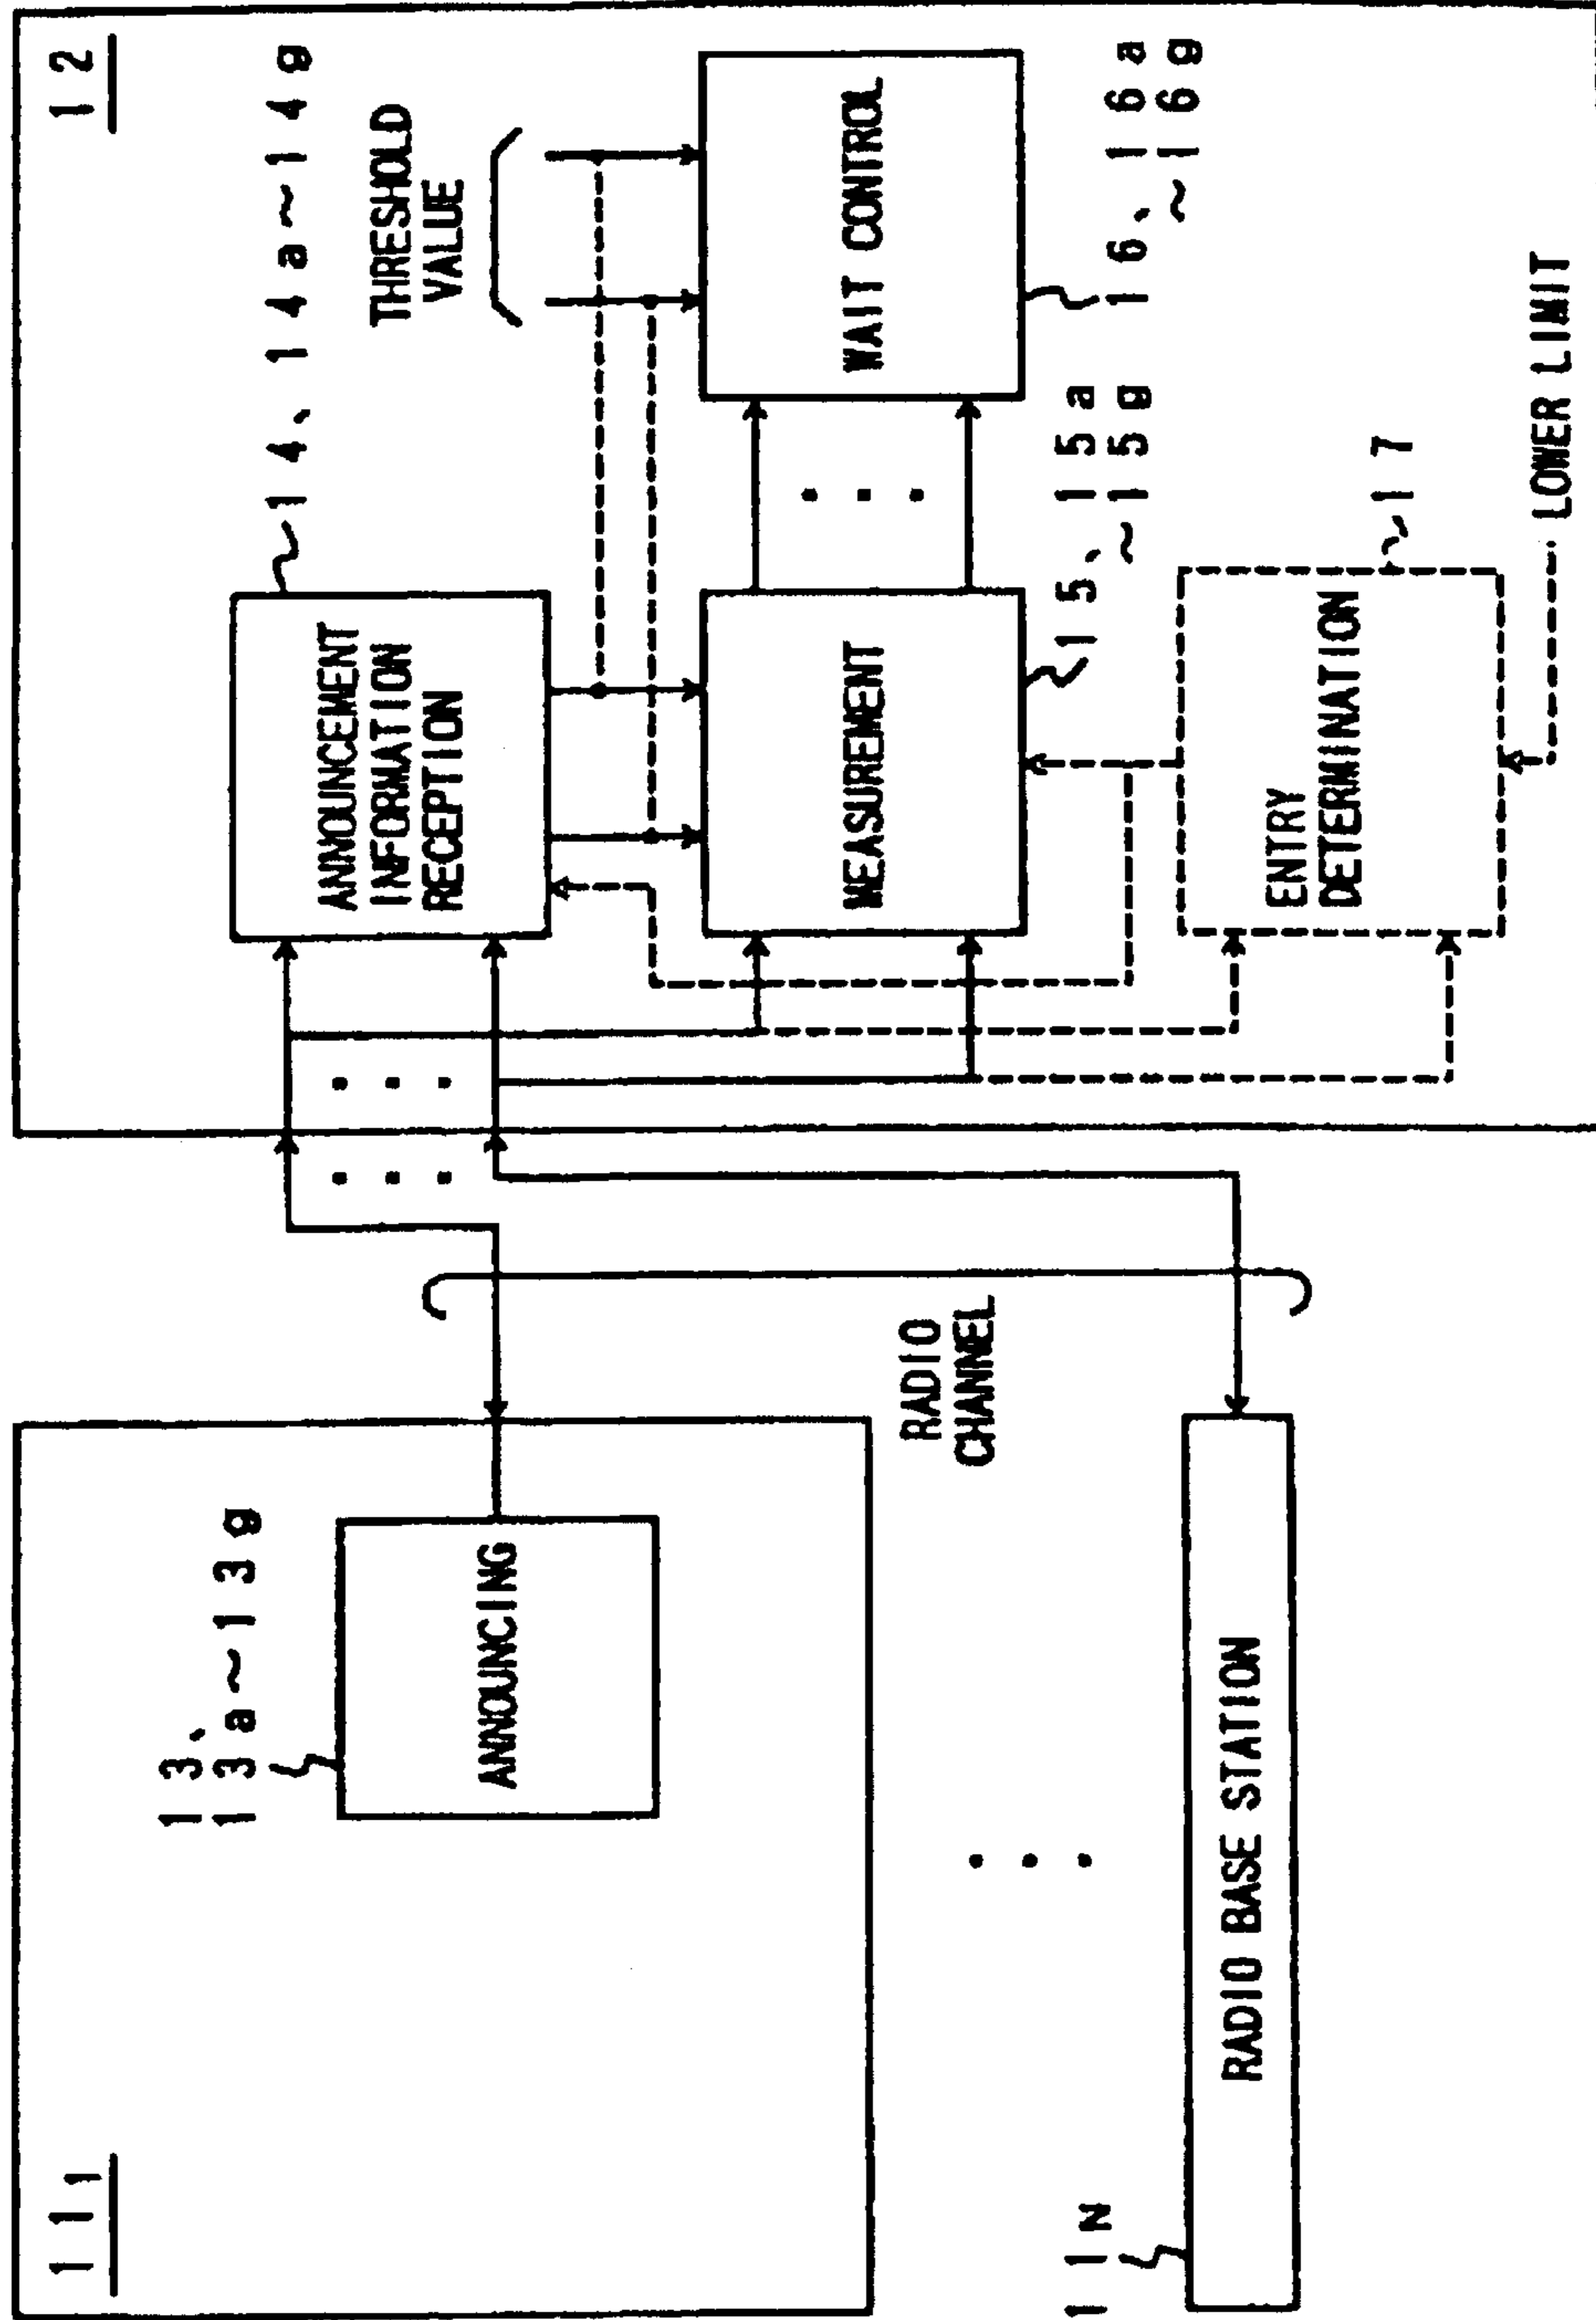 11₁
13、
13a~13g
ANNOUNCING
11N
RADIO BASE STATION
RADIO
CHANNEL
12
14、14a~14g
ANNOUNCEMENT
INFORMATION
RECEPTION
THRESHOLD
VALUE
MEASUREMENT
15、15a
~15g
WAIT CONTROL
16、16a
~16g
ENTRY
DETERMINATION
17
LOWER LIMIT